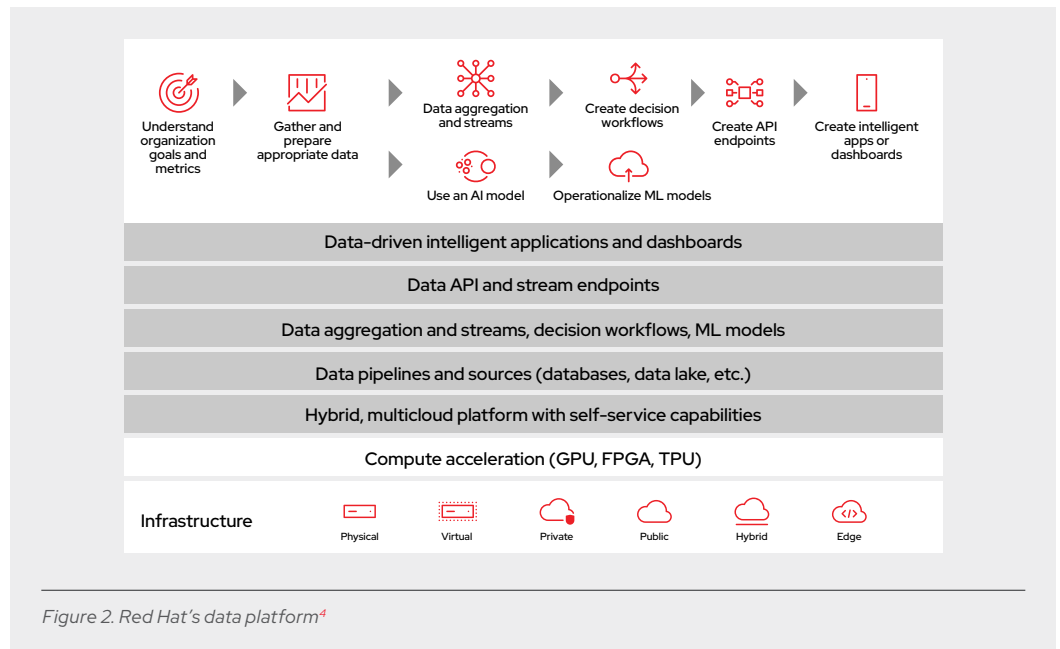 Understand
organization
goals and
metrics
Gather and
prepare
appropriate data
Data aggregation
and streams
Create decision
workflows
Create API
endpoints
Create intelligent
apps or
dashboards
Use an AI model
Operationalize ML models
Data-driven intelligent applications and dashboards
Data API and stream endpoints
Data aggregation and streams, decision workflows, ML models
Data pipelines and sources (databases, data lake, etc.)
Hybrid, multicloud platform with self-service capabilities
Compute acceleration (GPU, FPGA, TPU)
Infrastructure
Physical
Virtual
Private
Public
Hybrid
</>
Edge
Figure 2. Red Hat’s data platform⁴